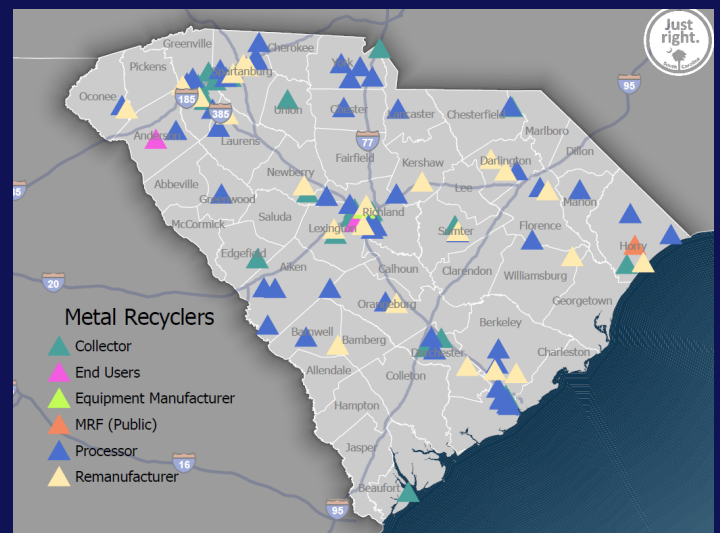 Just
right.
South Carolina
Greenville
Cherokee
Pickens
Spartanburg
York
Oconee
Union
Chester
Lancaster
Chesterfield
95
185
385
Anderson
Laurens
77
Marlboro
Dillon
Fairfield
Kershaw
Darlington
Abbeville
Newberry
Lee
Greenwood
Marion
McCormick
Saluda
Richland
Lexington
Sumter
Florence
Horry
Edgefield
Aiken
Calhoun
Clarendon
Williamsburg
85
20
Georgetown
Orangeburg
Metal Recyclers
Berkeley
Collector
Barnwell
Bamberg
Dorchester
Charleston
End Users
Allendale
Colleton
Equipment Manufacturer
Hampton
MRF (Public)
Processor
Jasper
16
Remanufacturer
Beaufort
95